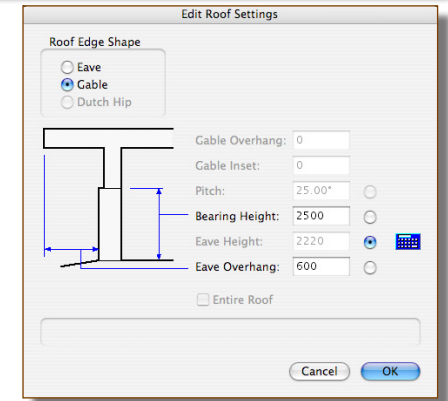 Edit Roof Settings
Roof Edge Shape
Eave
Gable
Dutch Hip
Gable Overhang: 0
Gable Inset: 0
Pitch: 25.00°
Bearing Height: 2500
Eave Height: 2220
Eave Overhang: 600
Entire Roof
Cancel OK